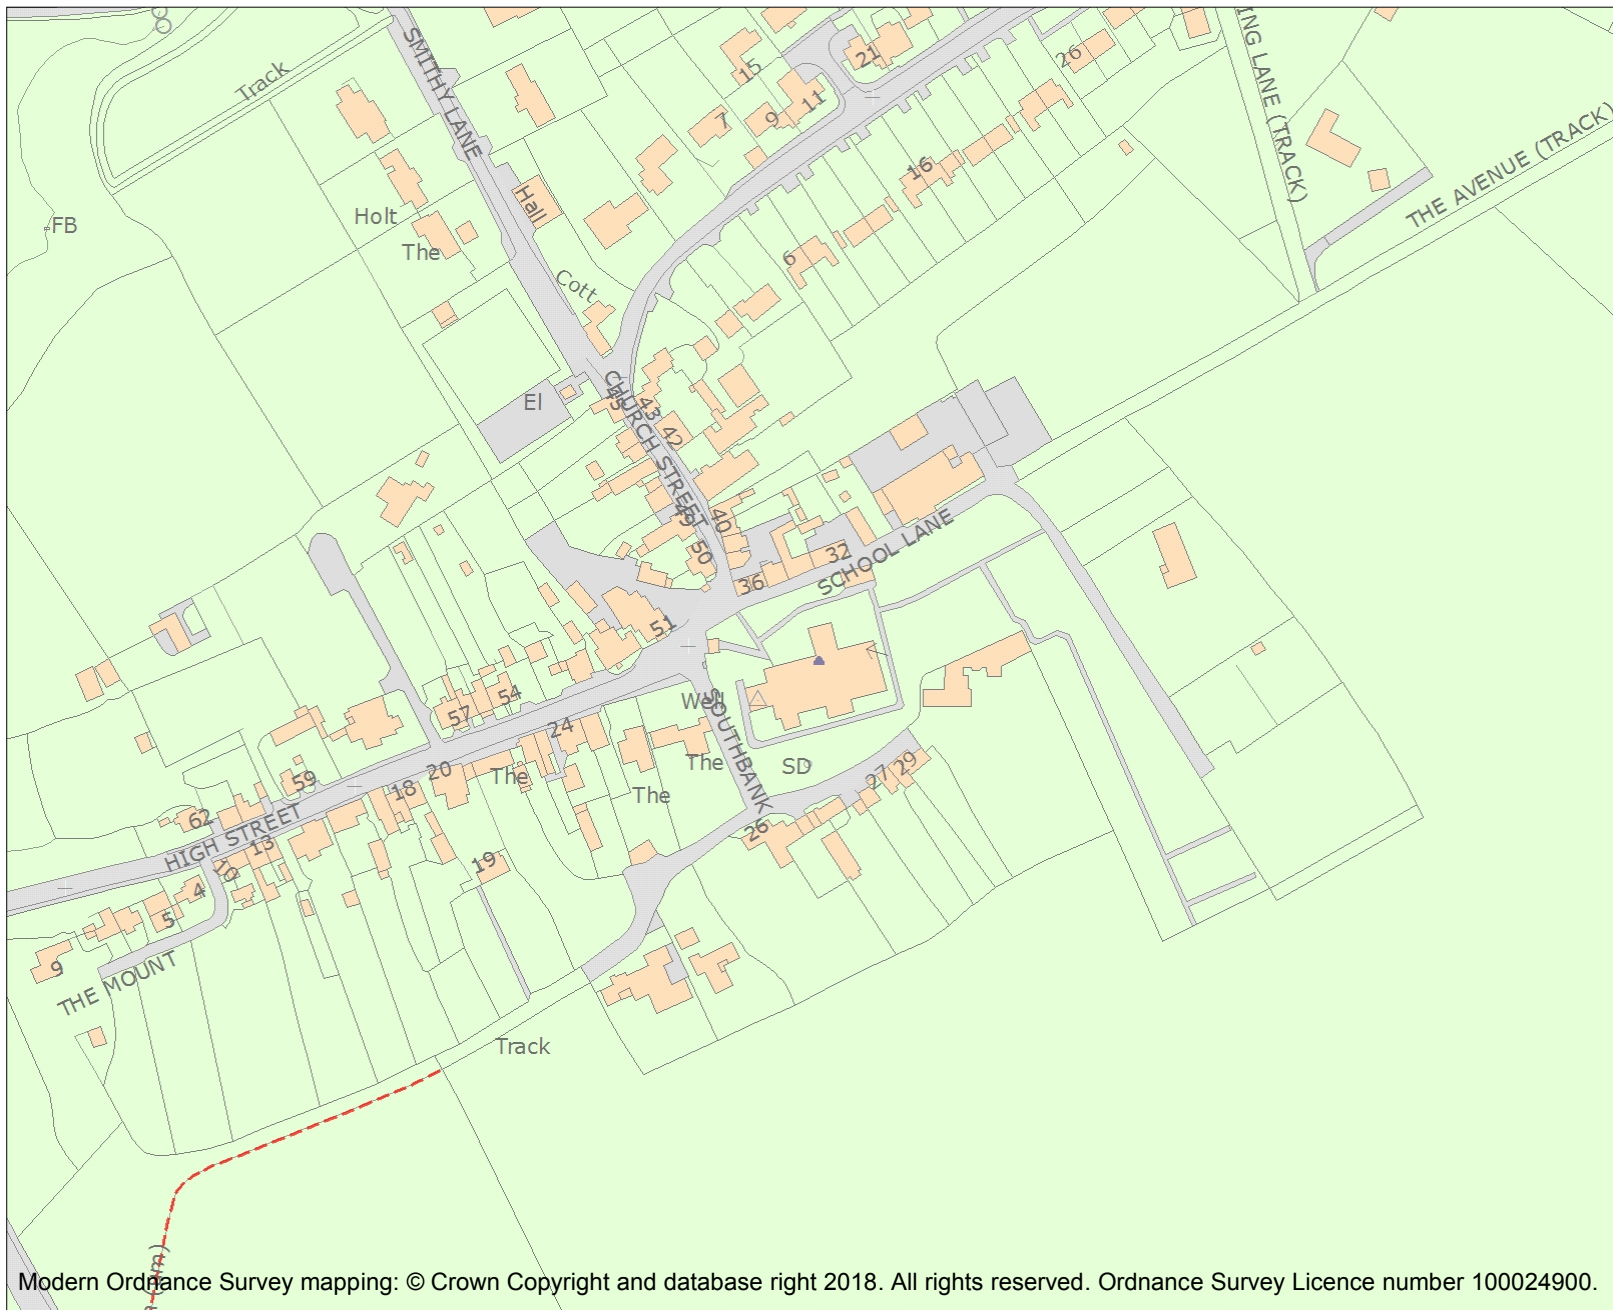 SMITHY LANE
Track
15
21
26
ING LANE (TRACK)
7
9
11
THE AVENUE (TRACK)
16
Hall
Holt
FB
The
6
Cott
El
CHURCH STREET
45
43
42
49
40
50
36
32
SCHOOL LANE
51
54
57
24
Well
SOUTHBANK
The
The
SD
The
20
18
59
62
HIGH STREET
13
10
4
5
9
THE MOUNT
19
26
27
29
Track
(um)
Modern Ordnance Survey mapping: © Crown Copyright and database right 2018. All rights reserved. Ordnance Survey Licence number 100024900.